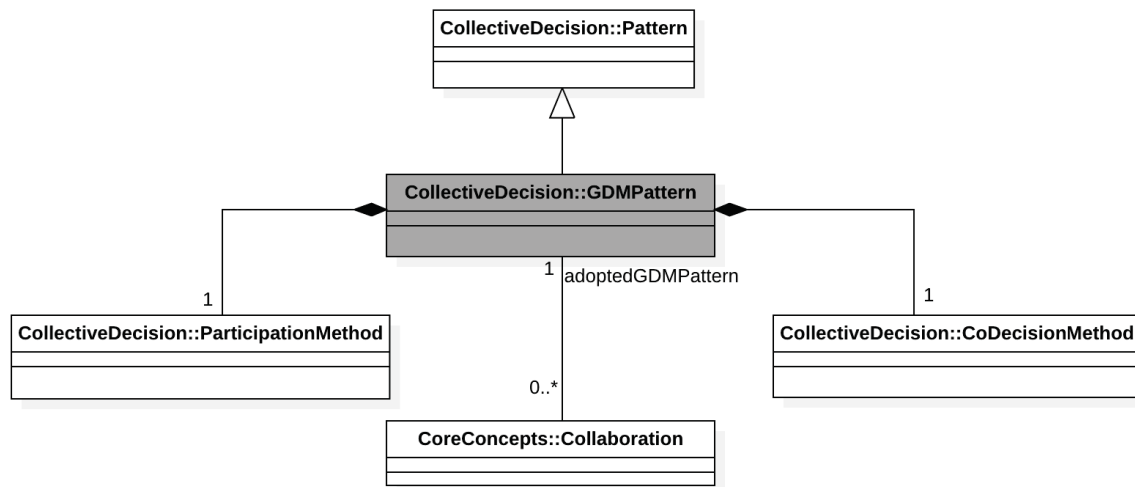 CollectiveDecision::Pattern
CollectiveDecision::GDMPattern
1
adoptedGDMPattern
1
1
CollectiveDecision::ParticipationMethod
CollectiveDecision::CoDecisionMethod
0..*
CoreConcepts::Collaboration